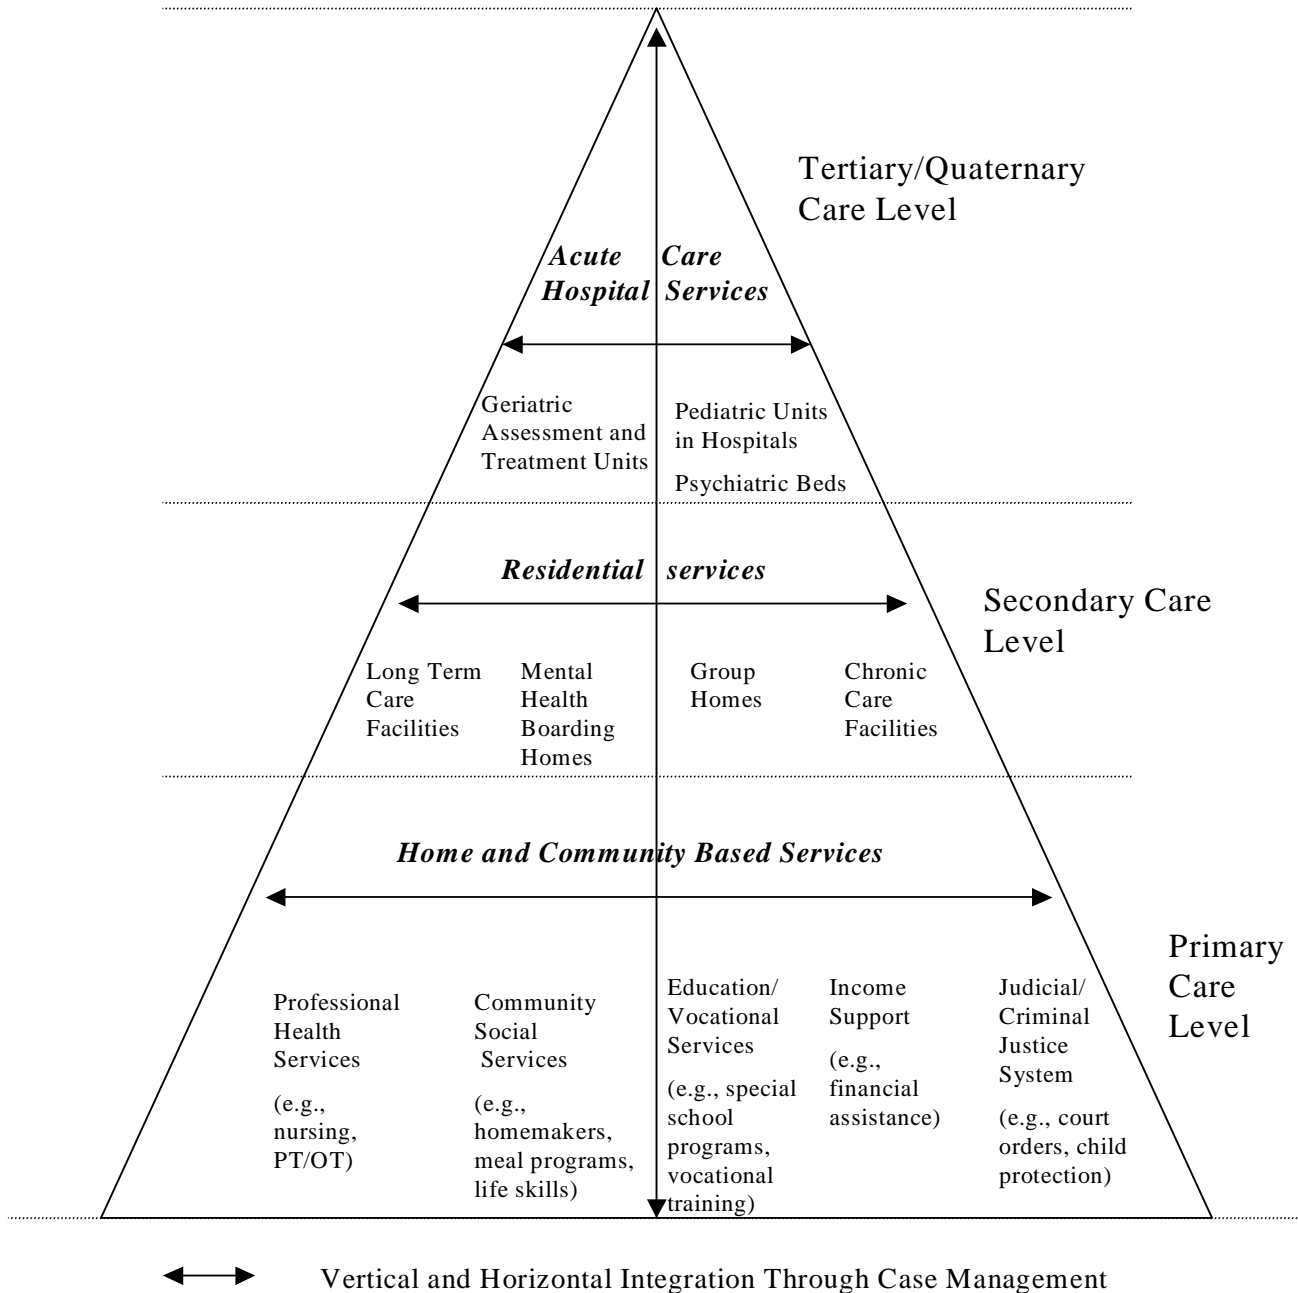 Tertiary/Quaternary
Care Level
Acute Care
Hospital Services
Geriatric
Assessment and
Treatment Units
Pediatric Units
in Hospitals
Psychiatric Beds
Residential services
Secondary Care
Level
Long Term
Care
Facilities
Mental
Health
Boarding
Homes
Group
Homes
Chronic
Care
Facilities
Home and Community Based Services
Primary
Care
Level
Professional
Health
Services
(e.g.,
nursing,
PT/OT)
Community
Social
Services
(e.g.,
homemakers,
meal programs,
life skills)
Education/
Vocational
Services
(e.g., special
school
programs,
vocational
training)
Income
Support
(e.g.,
financial
assistance)
Judicial/
Criminal
Justice
System
(e.g., court
orders, child
protection)
Vertical and Horizontal Integration Through Case Management